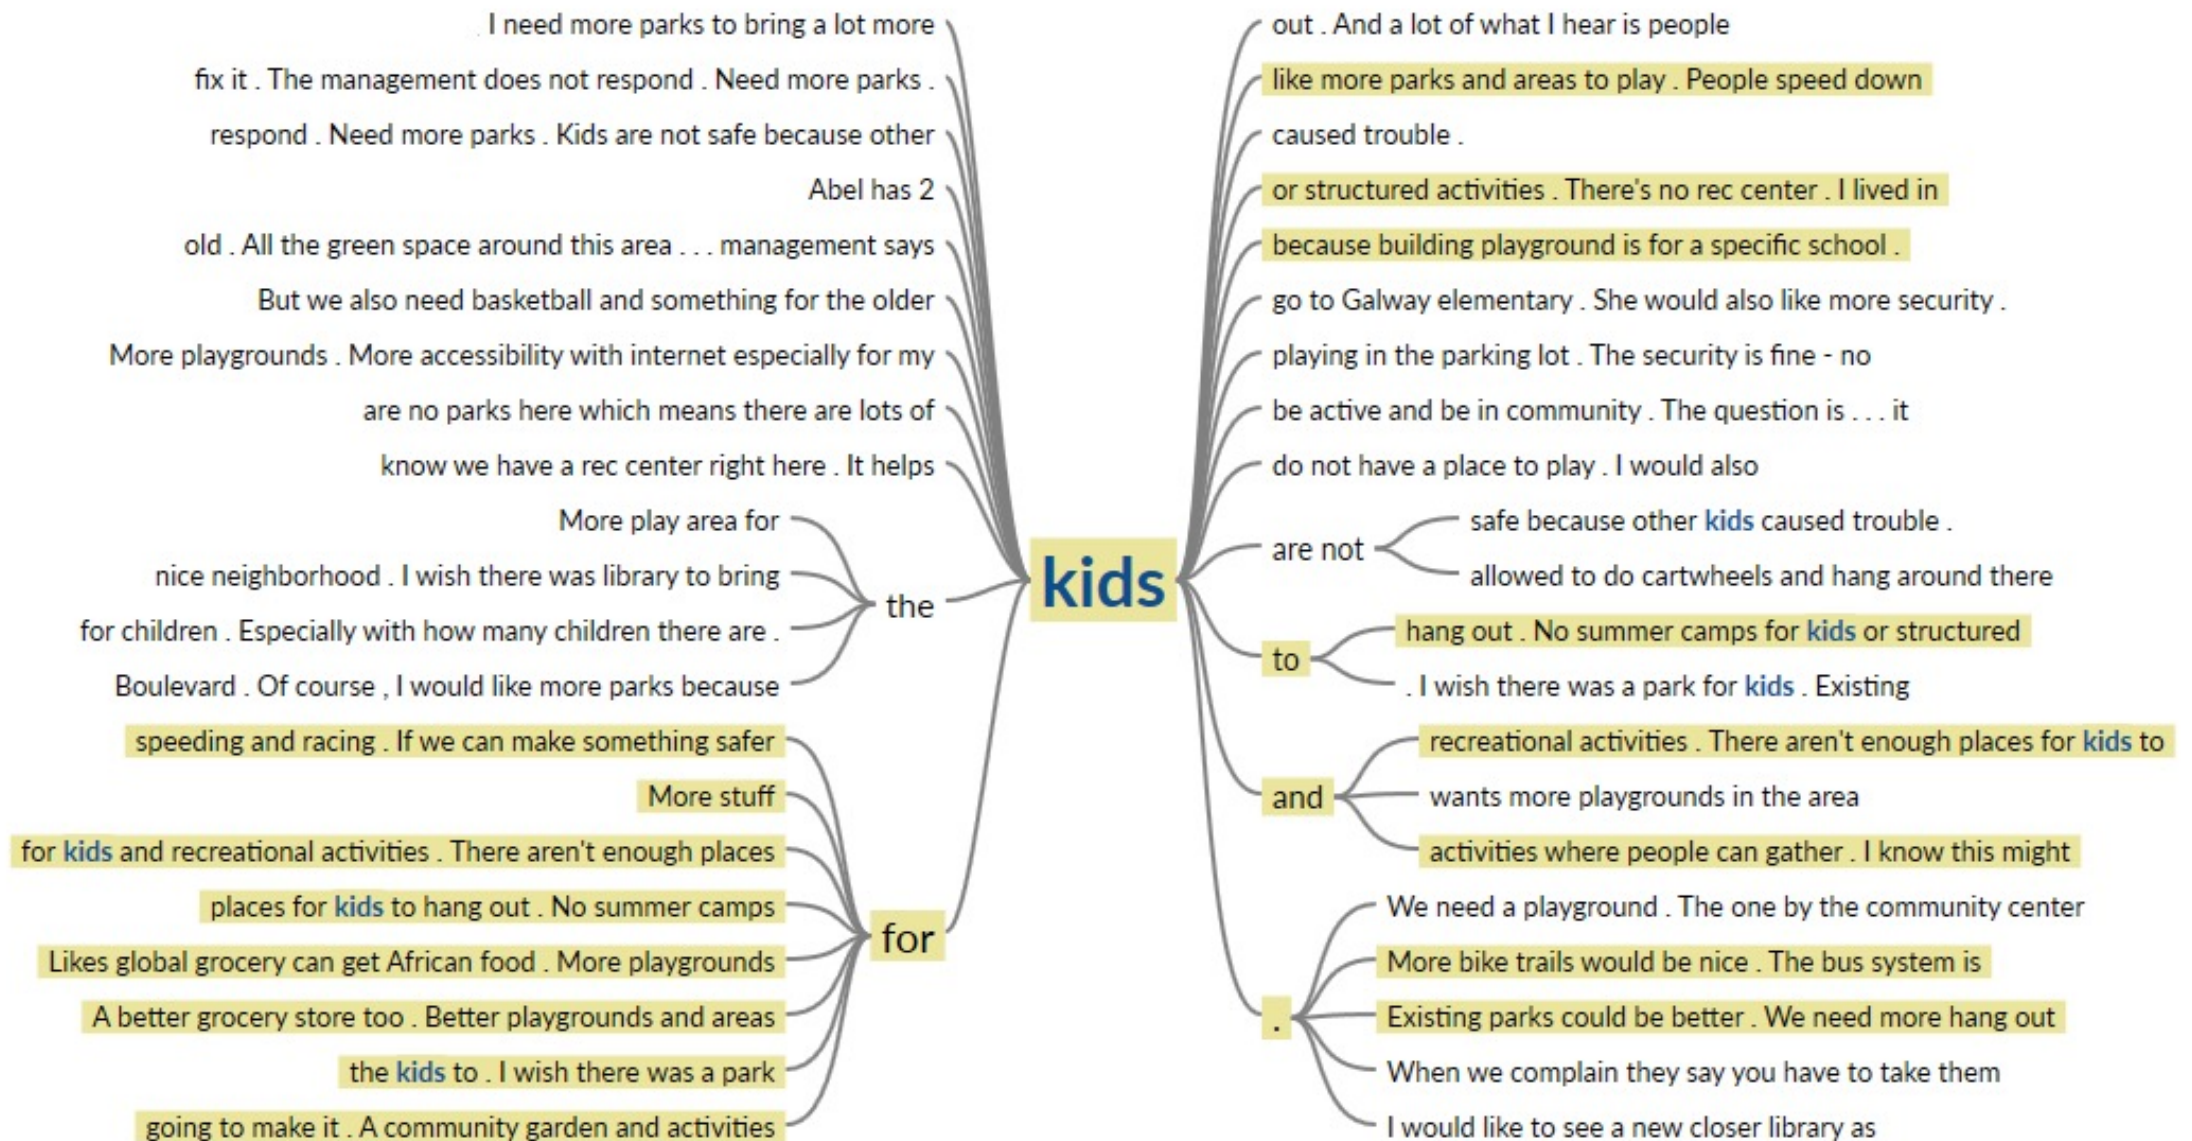 I need more parks to bring a lot more
fix it . The management does not respond . Need more parks .
respond . Need more parks . Kids are not safe because other
Abel has 2
old . All the green space around this area . . . management says
But we also need basketball and something for the older
More playgrounds . More accessibility with internet especially for my
are no parks here which means there are lots of
know we have a rec center right here . It helps
More play area for
nice neighborhood . I wish there was library to bring
for children . Especially with how many children there are .
Boulevard . Of course , I would like more parks because
the
speeding and racing . If we can make something safer
More stuff
for kids and recreational activities . There aren't enough places
places for kids to hang out . No summer camps
Likes global grocery can get African food . More playgrounds
A better grocery store too . Better playgrounds and areas
the kids to . I wish there was a park
going to make it . A community garden and activities
for
kids
out . And a lot of what I hear is people
like more parks and areas to play . People speed down
caused trouble .
or structured activities . There's no rec center . I lived in
because building playground is for a specific school .
go to Galway elementary . She would also like more security .
playing in the parking lot . The security is fine - no
be active and be in community . The question is . . . it
do not have a place to play . I would also
are not
safe because other kids caused trouble .
allowed to do cartwheels and hang around there
to
hang out . No summer camps for kids or structured
. I wish there was a park for kids . Existing
and
recreational activities . There aren't enough places for kids to
wants more playgrounds in the area
activities where people can gather . I know this might
.
We need a playground . The one by the community center
More bike trails would be nice . The bus system is
Existing parks could be better . We need more hang out
When we complain they say you have to take them
I would like to see a new closer library as